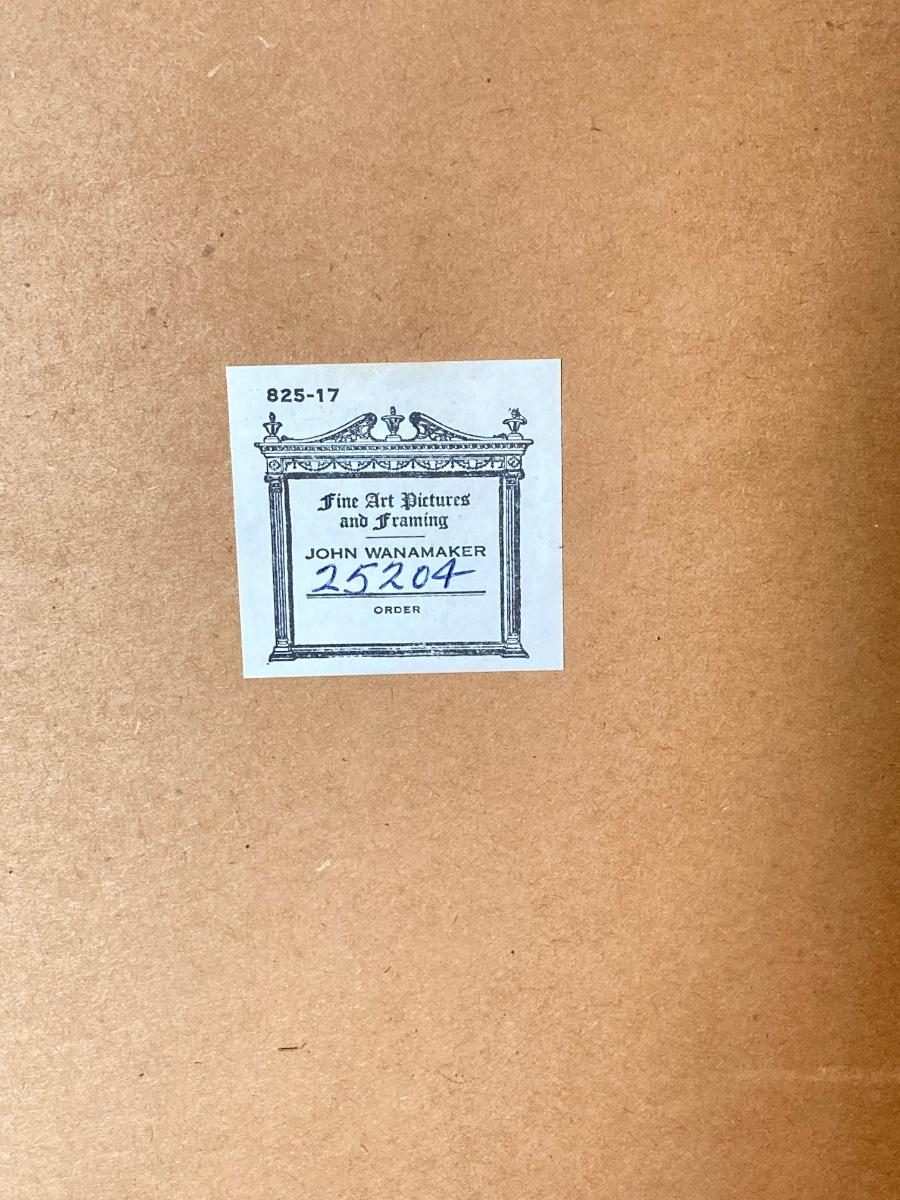 825-17
Fine Art Pictures
and Framing
JOHN WANAMAKER
25204
ORDER